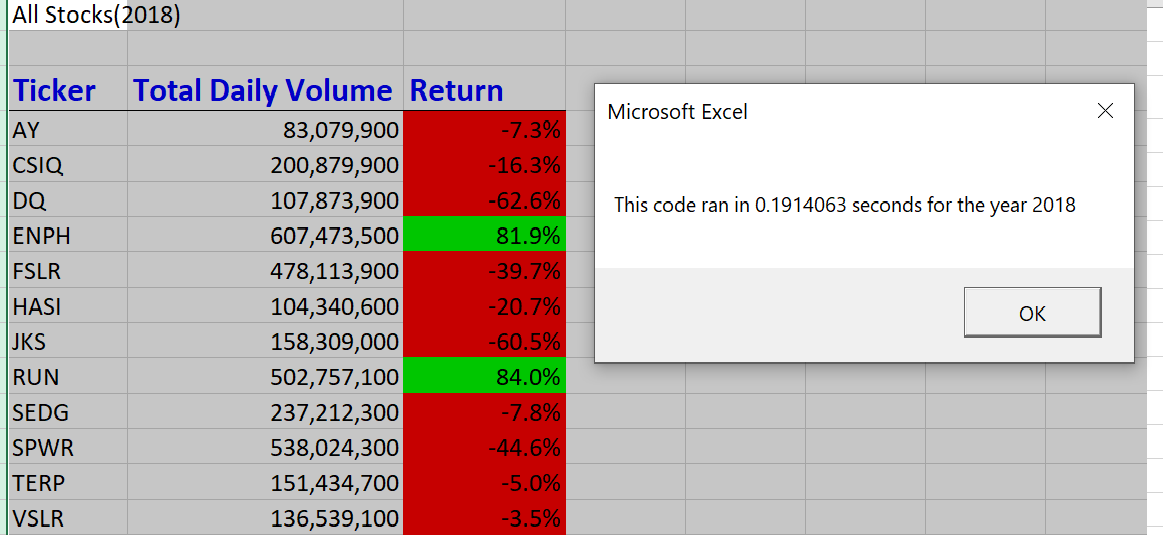 All Stocks(2018)
Ticker Total Daily Volume Return
AY 83,079,900 -7.3%
CSIQ 200,879,900 -16.3%
DQ 107,873,900 -62.6%
ENPH 607,473,500 81.9%
FSLR 478,113,900 -39.7%
HASI 104,340,600 -20.7%
JKS 158,309,000 -60.5%
RUN 502,757,100 84.0%
SEDG 237,212,300 -7.8%
SPWR 538,024,300 -44.6%
TERP 151,434,700 -5.0%
VSLR 136,539,100 -3.5%
Microsoft Excel
This code ran in 0.1914063 seconds for the year 2018
OK